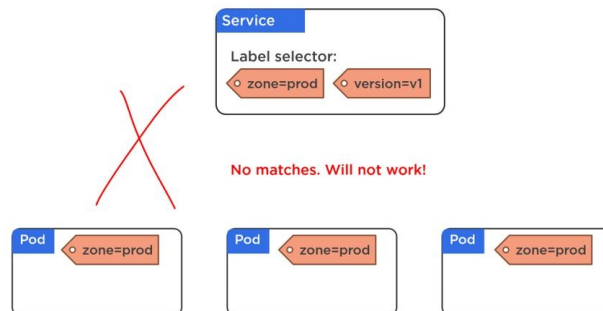 Service
Label selector:
zone=prod version=v1
No matches. Will not work!
Pod zone=prod Pod zone=prod Pod zone=prod